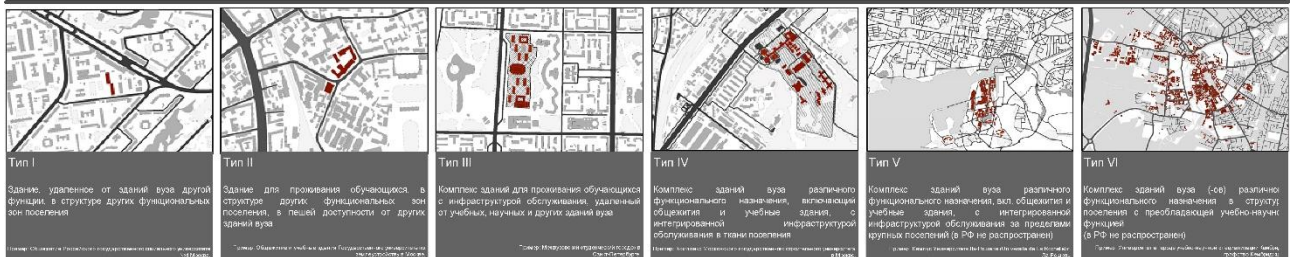 Тип I
Здание, удаленное от зданий вуза другой
функции, в структуре других функциональных
зон поселения
Тип II
Здание для проживания обучающихся, в
структуре других функциональных зон
поселения, в пешей доступности от других
зданий вуза
Тип III
Комплекс зданий для проживания обучающихся
с инфраструктурой обслуживания, удаленный
от учебных, научных и других зданий вуза
Тип IV
Комплекс зданий вуза различного
функционального назначения, включающий
общежития и учебные здания, с
интегрированной инфраструктурой
обслуживания в ткани поселения
Тип V
Комплекс зданий вуза различного
функционального назначения, вкл. общежития и
учебные здания, с интегрированной
инфраструктурой обслуживания за пределами
крупных поселений (в РФ не распространен)
Тип VI
Комплекс зданий вуза (-ов) различног
функционального назначения в структур
поселения с преобладающей учебно-научно
функцией
(в РФ не распространен)